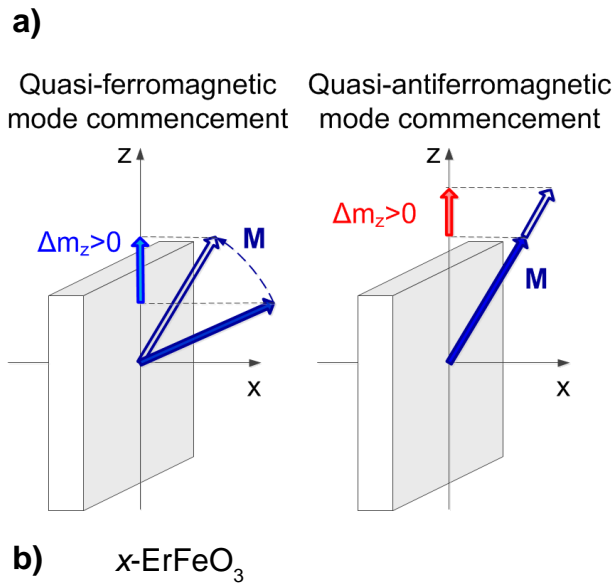 a)
Quasi-ferromagnetic
mode commencement
Quasi-antiferromagnetic
mode commencement
z
z
Δm_z>0
M
Δm_z>0
M
x
x
b) x-ErFeO₃